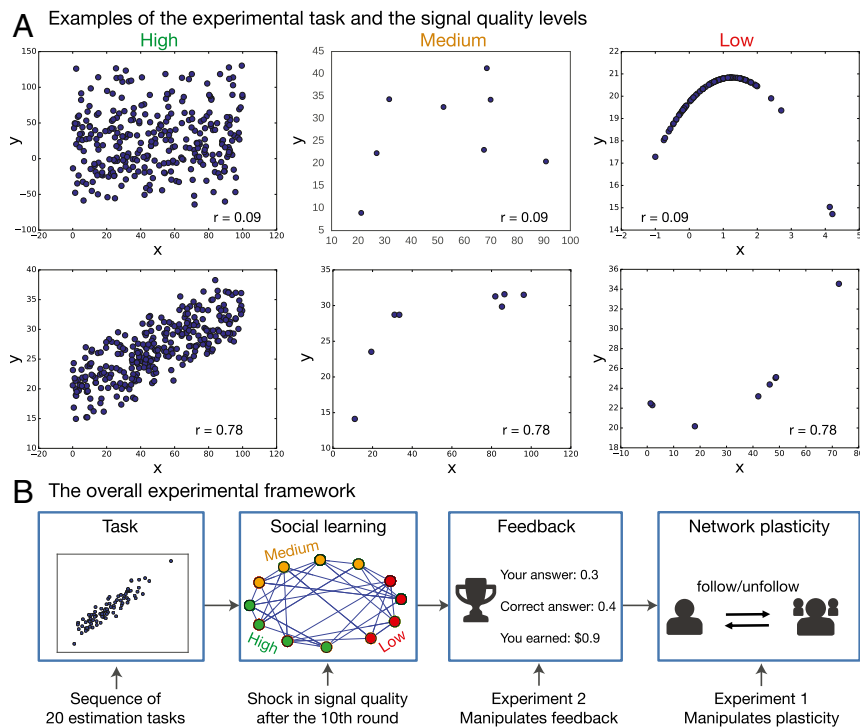 A Examples of the experimental task and the signal quality levels
High Medium Low
150
100
50
0
−50
−100
−20 0 20 40 60 80 100 120
y
x
r = 0.09
45
40
35
30
25
20
15
10
5
10 20 30 40 50 60 70 80 90 100
y
x
r = 0.09
22
21
20
19
18
17
16
15
14
−2 −1 0 1 2 3 4 5
y
x
r = 0.09
40
35
30
25
20
15
10
−20 0 20 40 60 80 100 120
y
x
r = 0.78
35
30
25
20
15
10
0 20 40 60 80 100 120
y
x
r = 0.78
36
34
32
30
28
26
24
22
20
18
−10 0 10 20 30 40 50 60 70 80
y
x
r = 0.78
B The overall experimental framework
Task
Social learning
Medium
High
Low
Feedback
Your answer: 0.3
Correct answer: 0.4
You earned: $0.9
Network plasticity
follow/unfollow
Sequence of
20 estimation tasks
Shock in signal quality
after the 10th round
Experiment 2
Manipulates feedback
Experiment 1
Manipulates plasticity